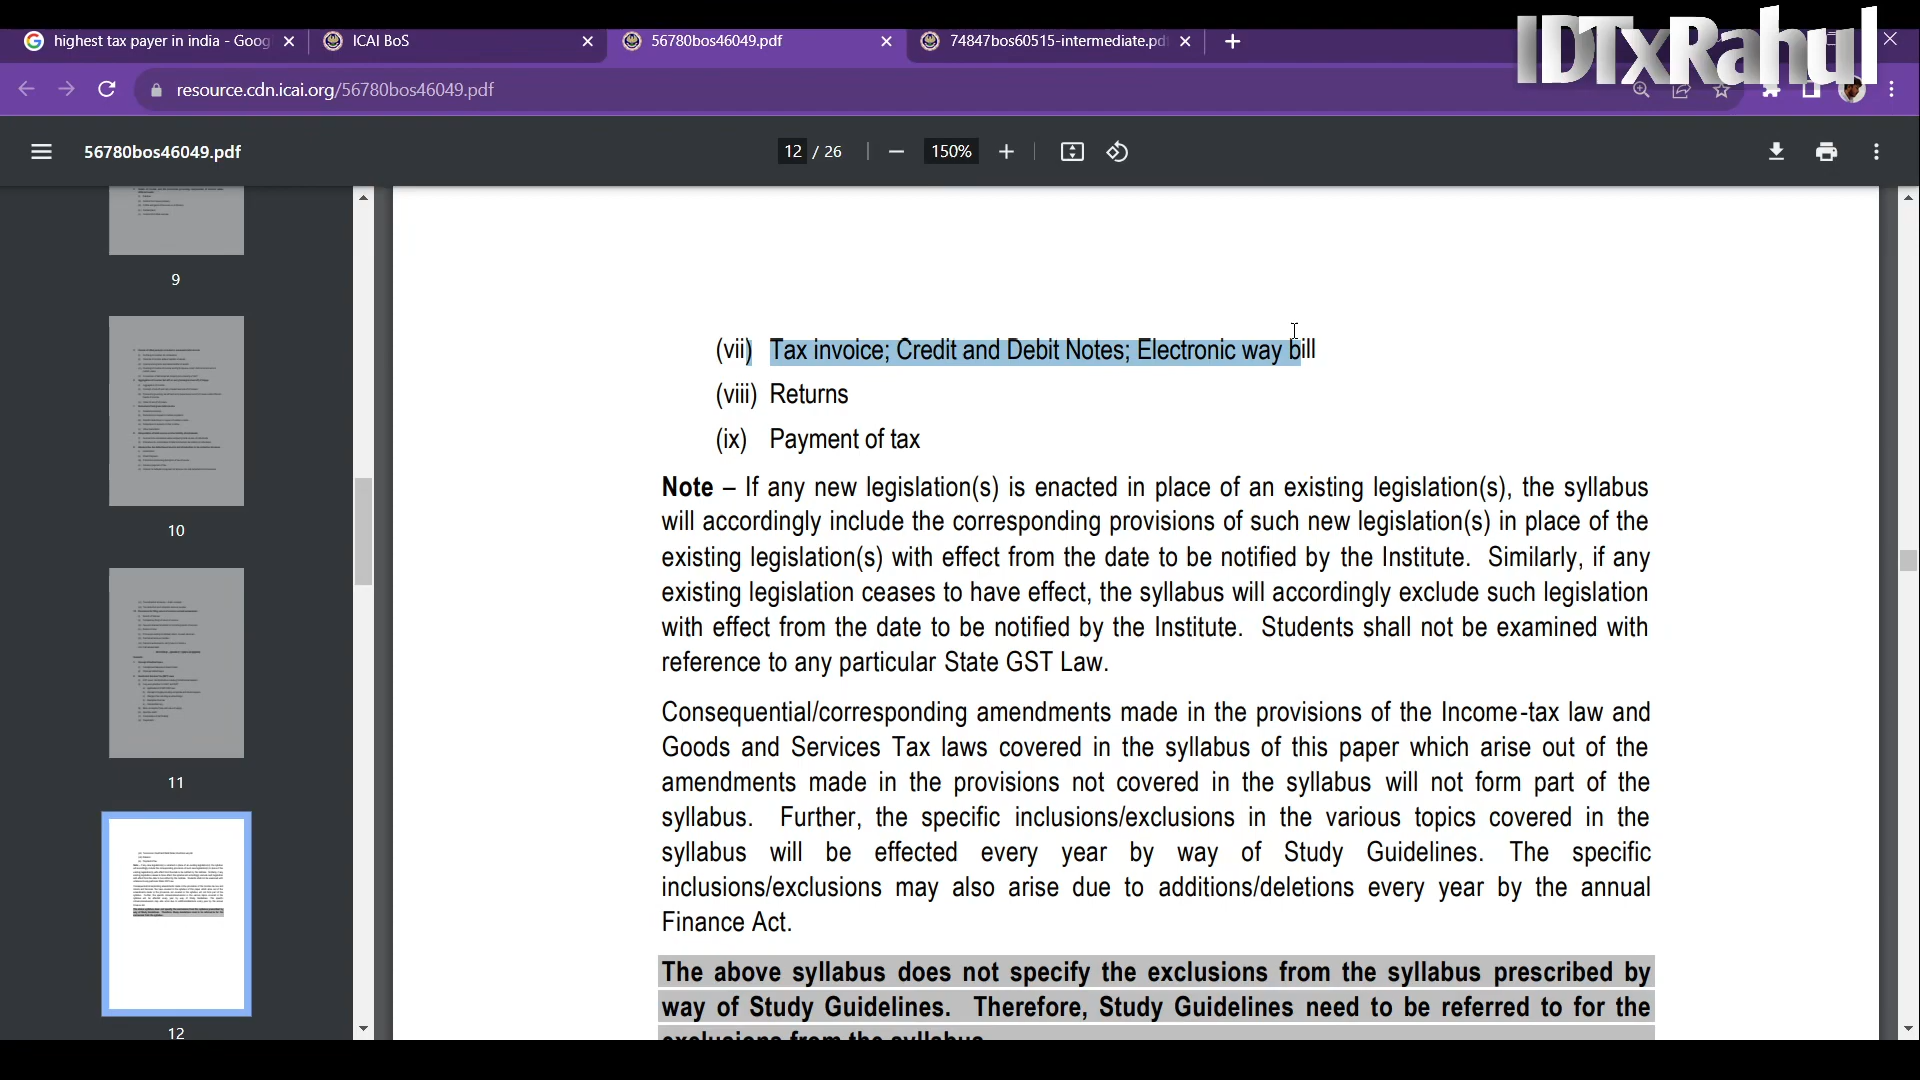 IDTxRahul
highest tax payer in india - Goog
ICAI BoS
56780bos46049.pdf
74847bos60515-intermediate.pd
resource.cdn.icai.org/56780bos46049.pdf
56780bos46049.pdf
12 / 26
150%
9
10
11
12
(vii) Tax invoice; Credit and Debit Notes; Electronic way bill
(viii) Returns
(ix) Payment of tax
Note – If any new legislation(s) is enacted in place of an existing legislation(s), the syllabus
will accordingly include the corresponding provisions of such new legislation(s) in place of the
existing legislation(s) with effect from the date to be notified by the Institute. Similarly, if any
existing legislation ceases to have effect, the syllabus will accordingly exclude such legislation
with effect from the date to be notified by the Institute. Students shall not be examined with
reference to any particular State GST Law.
Consequential/corresponding amendments made in the provisions of the Income-tax law and
Goods and Services Tax laws covered in the syllabus of this paper which arise out of the
amendments made in the provisions not covered in the syllabus will not form part of the
syllabus. Further, the specific inclusions/exclusions in the various topics covered in the
syllabus will be effected every year by way of Study Guidelines. The specific
inclusions/exclusions may also arise due to additions/deletions every year by the annual
Finance Act.
The above syllabus does not specify the exclusions from the syllabus prescribed by
way of Study Guidelines. Therefore, Study Guidelines need to be referred to for the
exclusions from the syllabus.